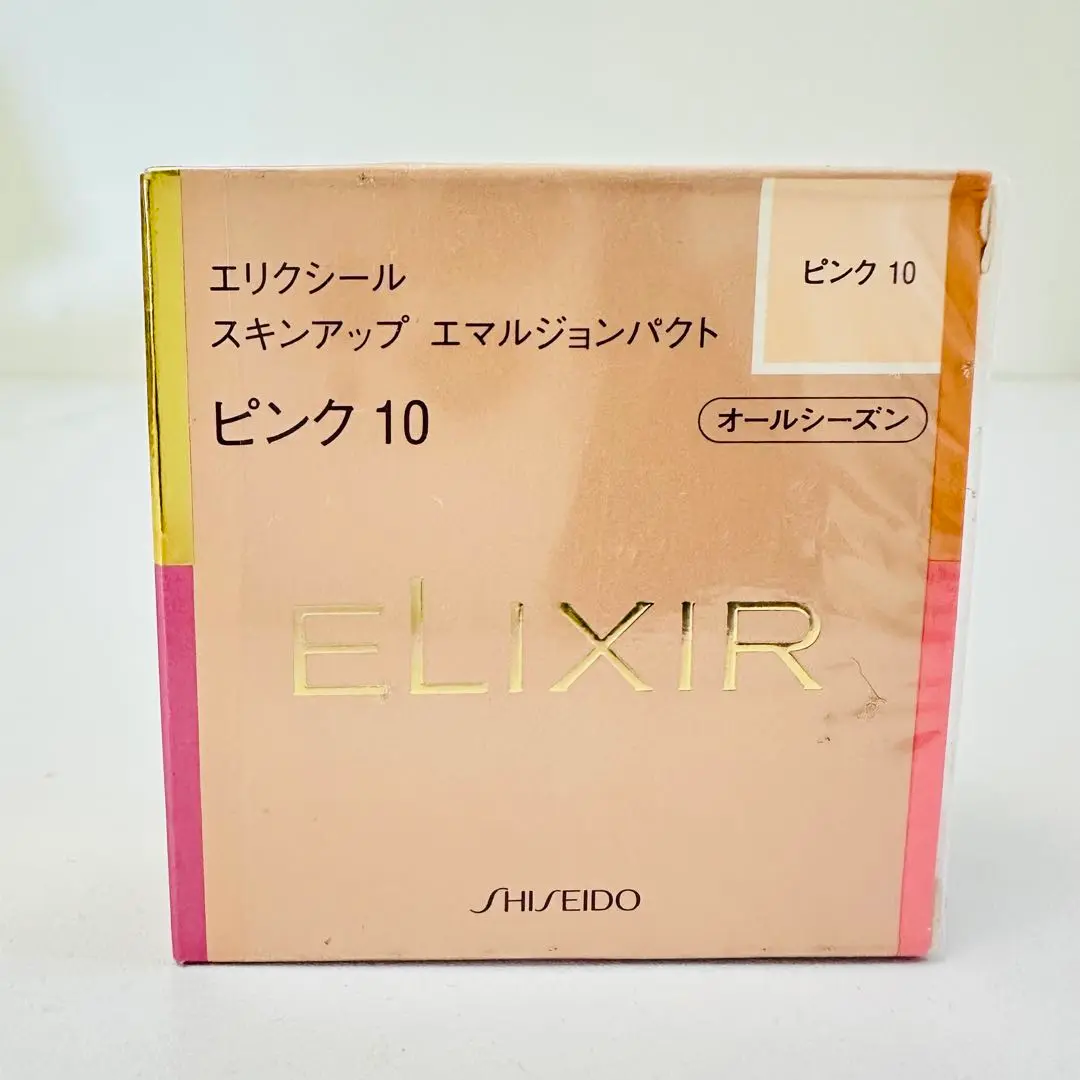 エリクシール
スキンアップ エマルジョンパクト
ピンク 10
ピンク 10
オールシーズン
ELIXIR
SHISEIDO